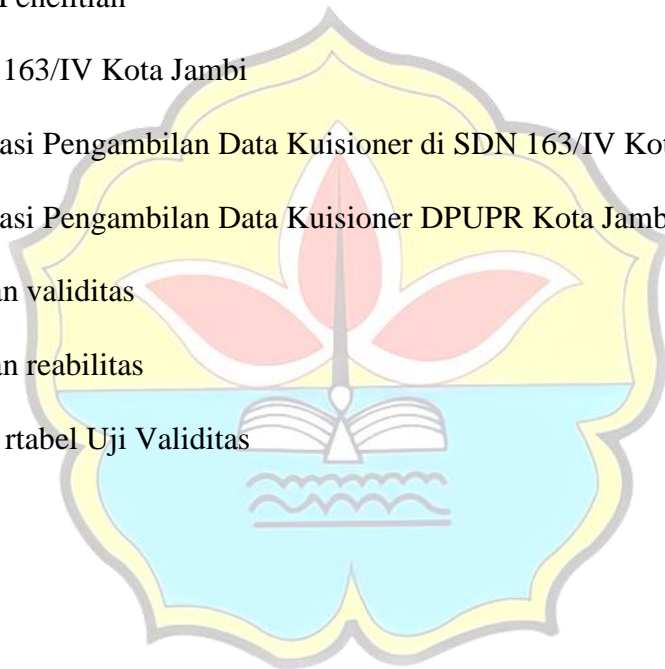 Penelitian
163/IV Kota Jambi
asi Pengambilan Data Kuisioner di SDN 163/IV Kot
asi Pengambilan Data Kuisioner DPUPR Kota Jamb
an validitas
an reabilitas
rtabel Uji Validitas